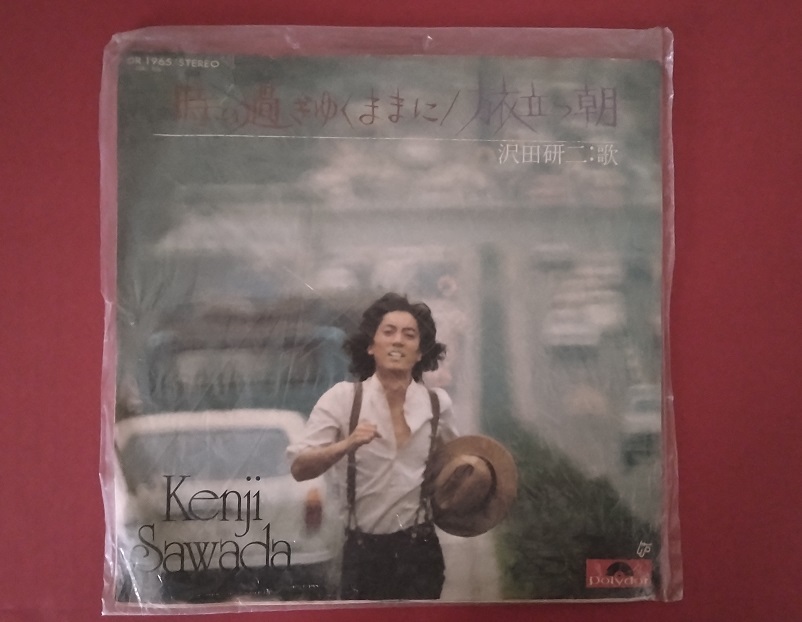 DR 1965 STEREO
時の過ぎゆくままに/旅立つ朝
沢田研二:歌
Kenji
Sawada
Polydor